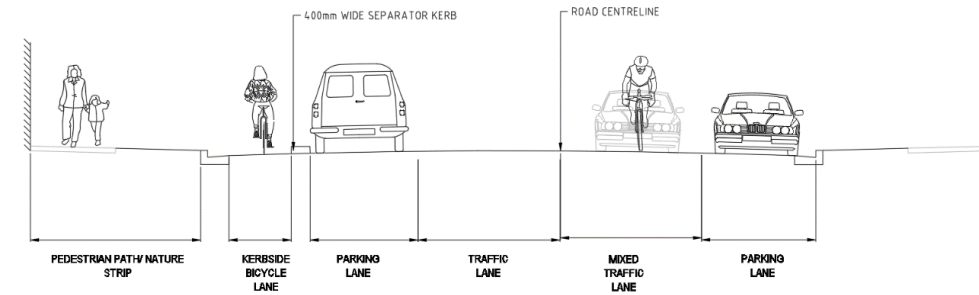 400mm WIDE SEPARATOR KERB
ROAD CENTRELINE
PEDESTRIAN PATH/ NATURE
STRIP
KERBSIDE
BICYCLE
LANE
PARKING
LANE
TRAFFIC
LANE
MIXED
TRAFFIC
LANE
PARKING
LANE